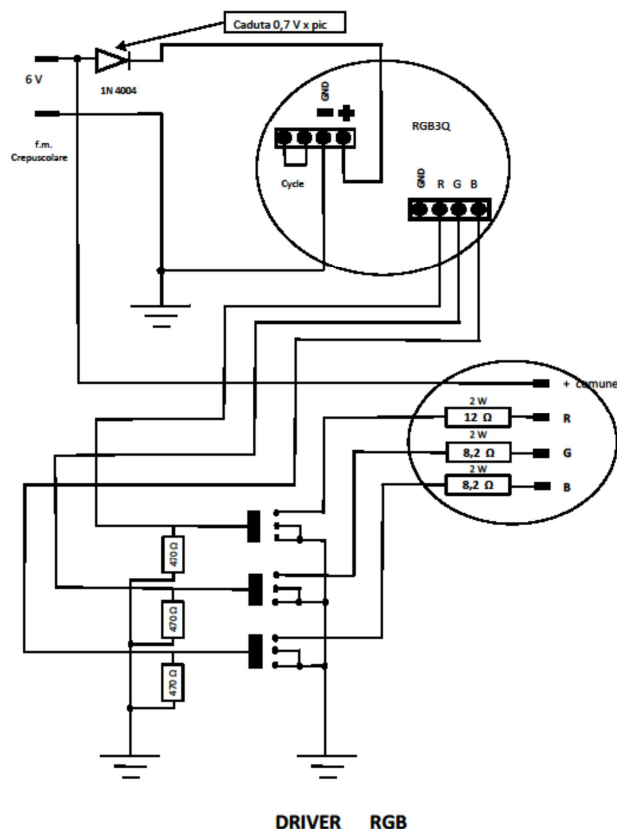 Caduta 0,7 V x pic
6 V
1N 4004
GND
RGB3Q
f.m.
Crepuscolare
Cycle
GND R G B
+ comune
2 W
12 Ω R
2 W
8,2 Ω G
2 W
8,2 Ω B
470 Ω
470 Ω
470 Ω
DRIVER RGB